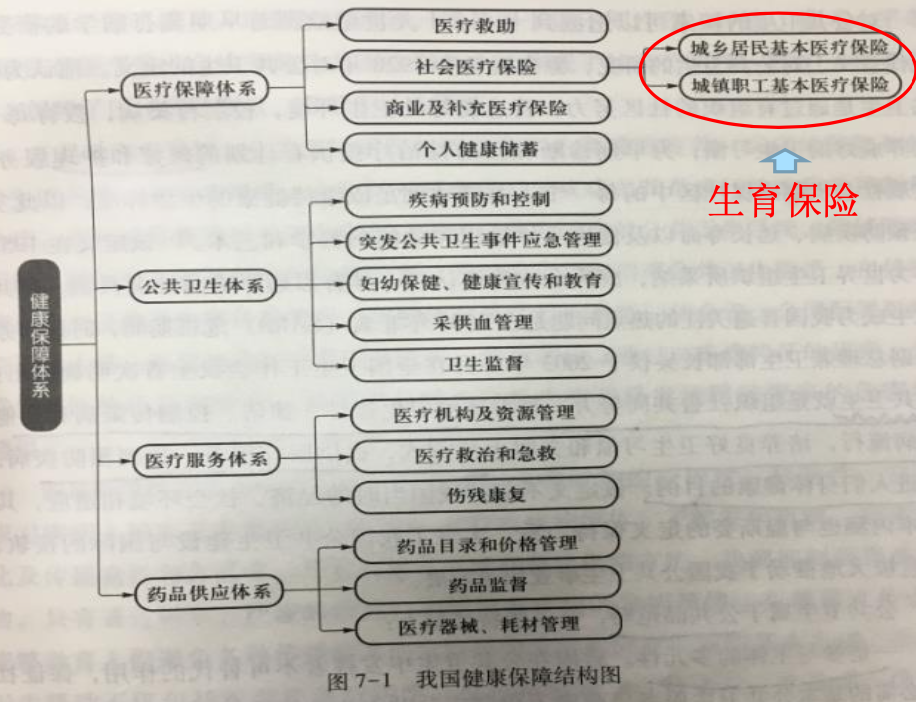 医疗救助
社会医疗保险
城乡居民基本医疗保险
城镇职工基本医疗保险
医疗保障体系
商业及补充医疗保险
个人健康储蓄
生育保险
疾病预防和控制
突发公共卫生事件应急管理
公共卫生体系
妇幼保健、健康宣传和教育
采供血管理
卫生监督
健康保障体系
医疗机构及资源管理
医疗服务体系
医疗救治和急救
伤残康复
药品目录和价格管理
药品供应体系
药品监督
医疗器械、耗材管理
图 7-1 我国健康保障结构图